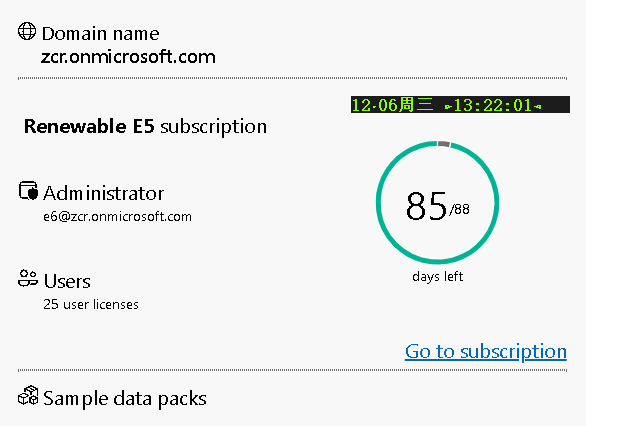 Domain name
zcr.onmicrosoft.com
12-06周三 ►13:22:01◄
Renewable E5 subscription
Administrator
e6@zcr.onmicrosoft.com
85/88
days left
Users
25 user licenses
Go to subscription
Sample data packs